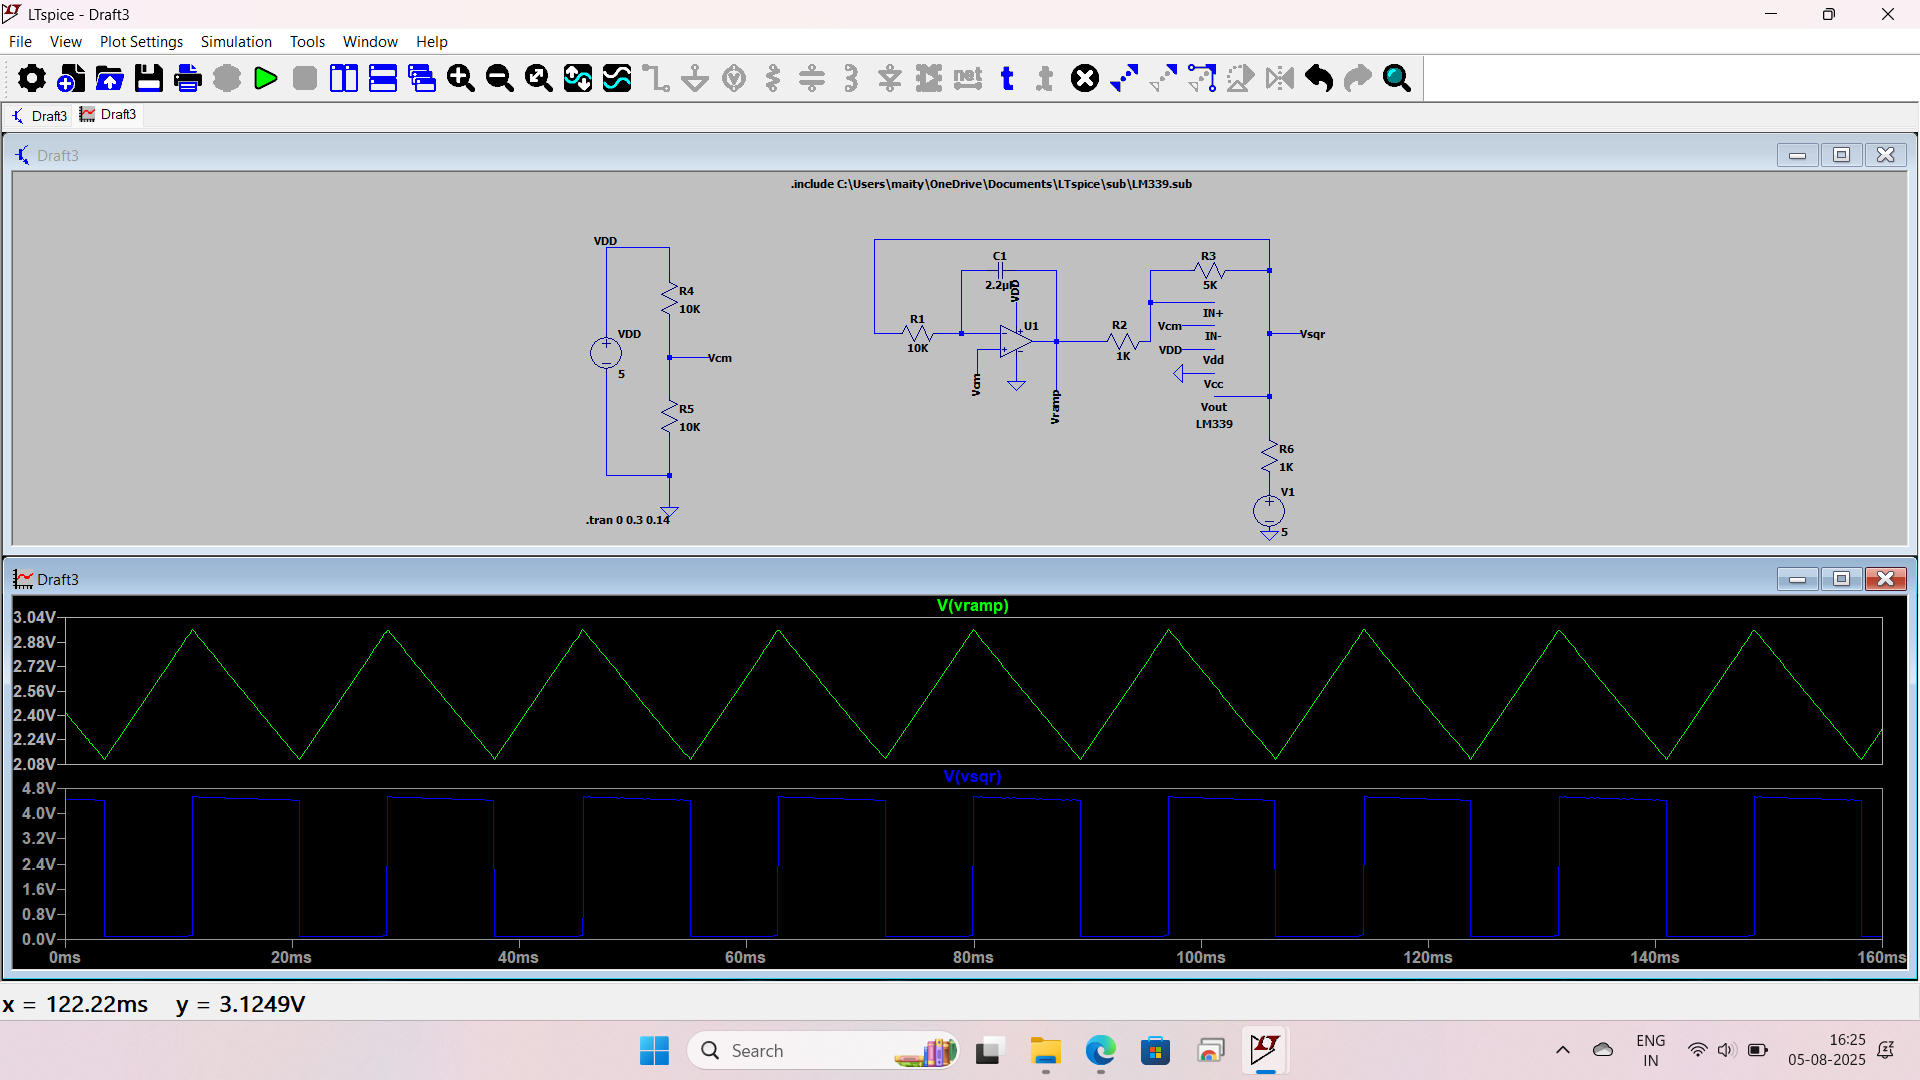 LTspice - Draft3
File View Plot Settings Simulation Tools Window Help
net t .t
Draft3 Draft3
Draft3
.include C:\Users\maity\OneDrive\Documents\LTspice\sub\LM339.sub
VDD
R4
10K
VDD
5
Vcm
R5
10K
.tran 0 0.3 0.14
C1
2.2µF
VDD
R1
10K
U1
Vcm
Vramp
R2
1K
R3
5K
IN+
Vcm
IN-
VDD
Vdd
Vcc
Vout
LM339
Vsqr
R6
1K
V1
5
Draft3
V(vramp)
3.04V
2.88V
2.72V
2.56V
2.40V
2.24V
2.08V
V(vsqr)
4.8V
4.0V
3.2V
2.4V
1.6V
0.8V
0.0V
0ms 20ms 40ms 60ms 80ms 100ms 120ms 140ms 160ms
x = 122.22ms y = 3.1249V
Search
ENG
IN
16:25
05-08-2025